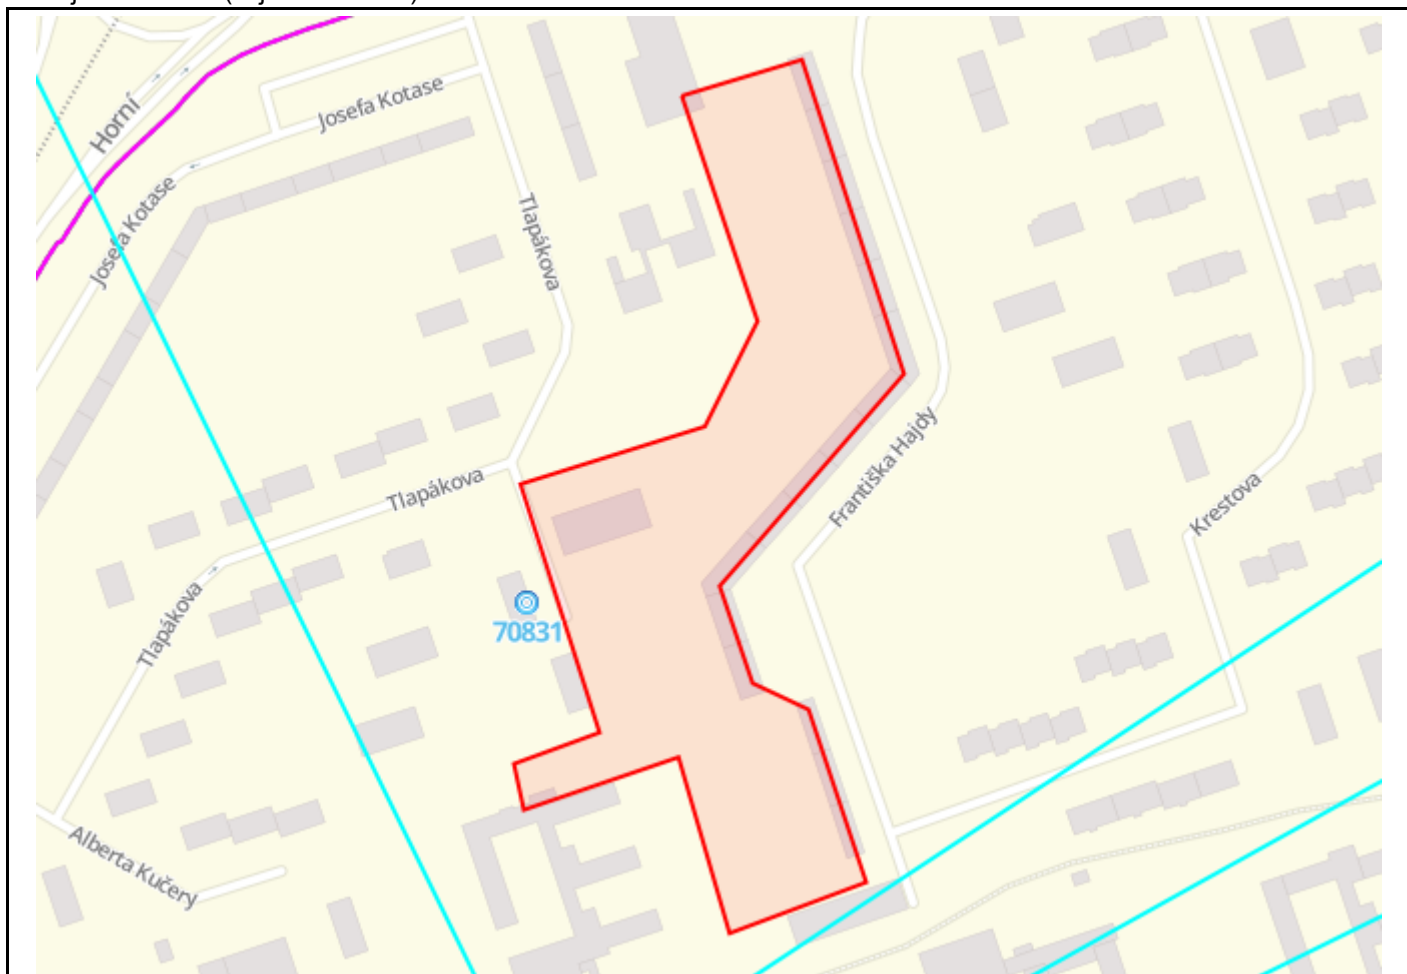 Horní
Josefa Kotase
Josefa Kotase
Tlapákova
Tlapákova
Františka Hajdy
Krestova
70831
Tlapákova
Alberta Kučery